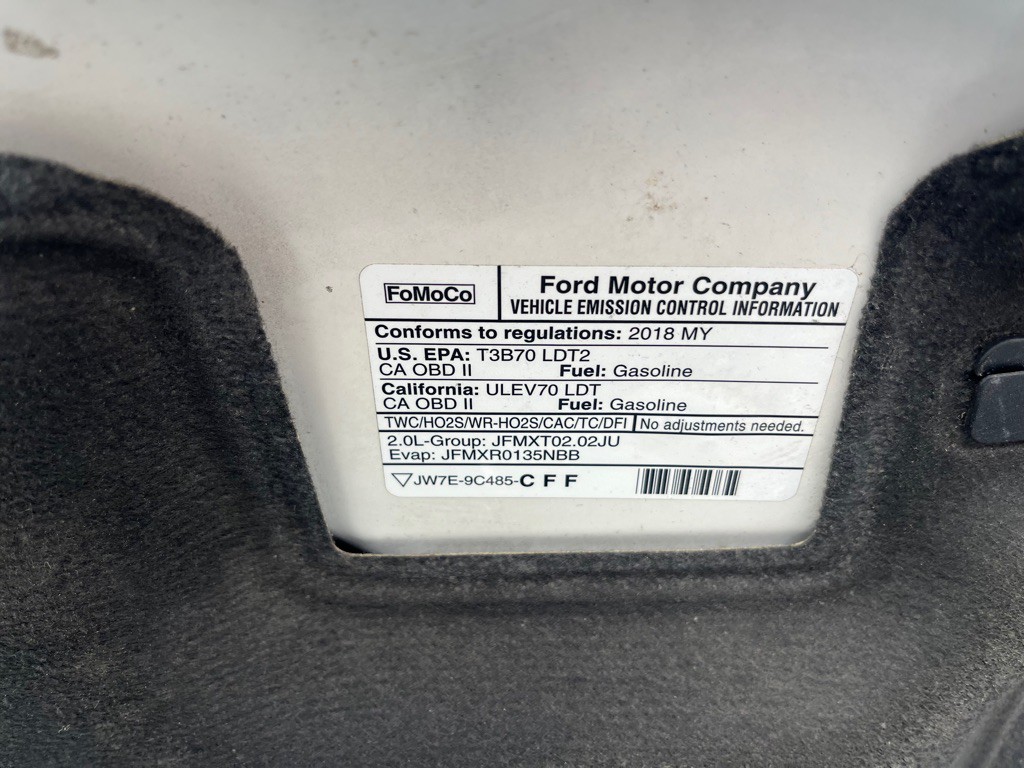 FoMoCo
Ford Motor Company
VEHICLE EMISSION CONTROL INFORMATION
Conforms to regulations: 2018 MY
U.S. EPA: T3B70 LDT2
CA OBD II Fuel: Gasoline
California: ULEV70 LDT
CA OBD II Fuel: Gasoline
TWC/HO2S/WR-HO2S/CAC/TC/DFI No adjustments needed.
2.0L-Group: JFMXT02.02JU
Evap: JFMXR0135NBB
JW7E-9C485-C F F